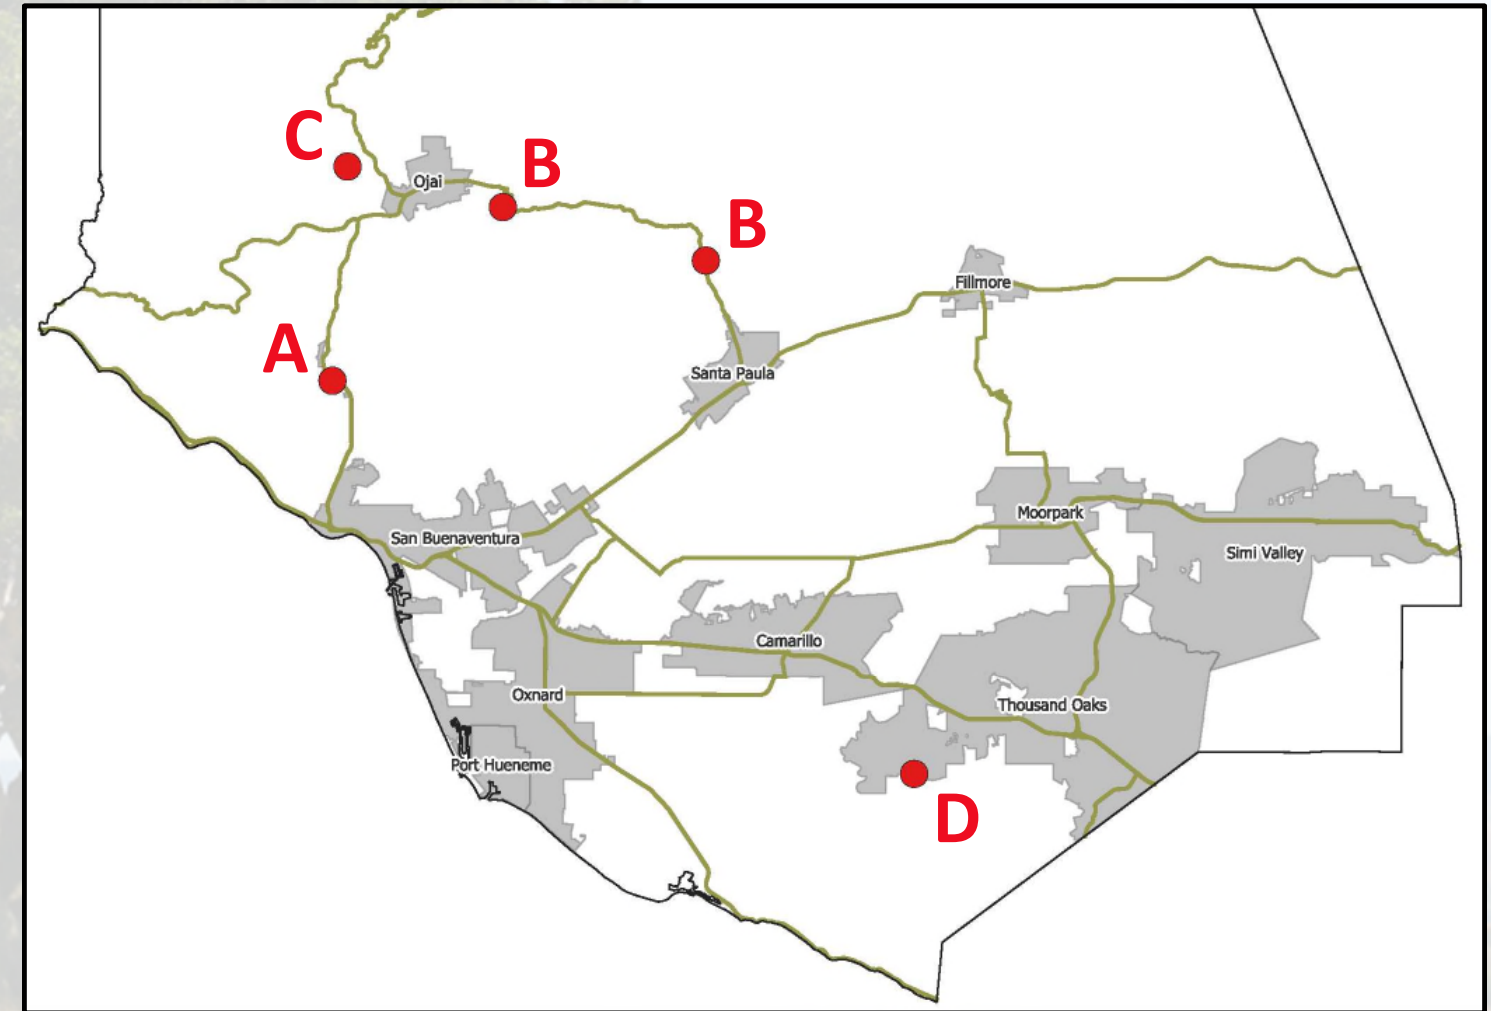 C
B
Ojai
B
Fillmore
A
Santa Paula
Moorpark
San Buenaventura
Simi Valley
Camarillo
Oxnard
Thousand Oaks
Port Hueneme
D